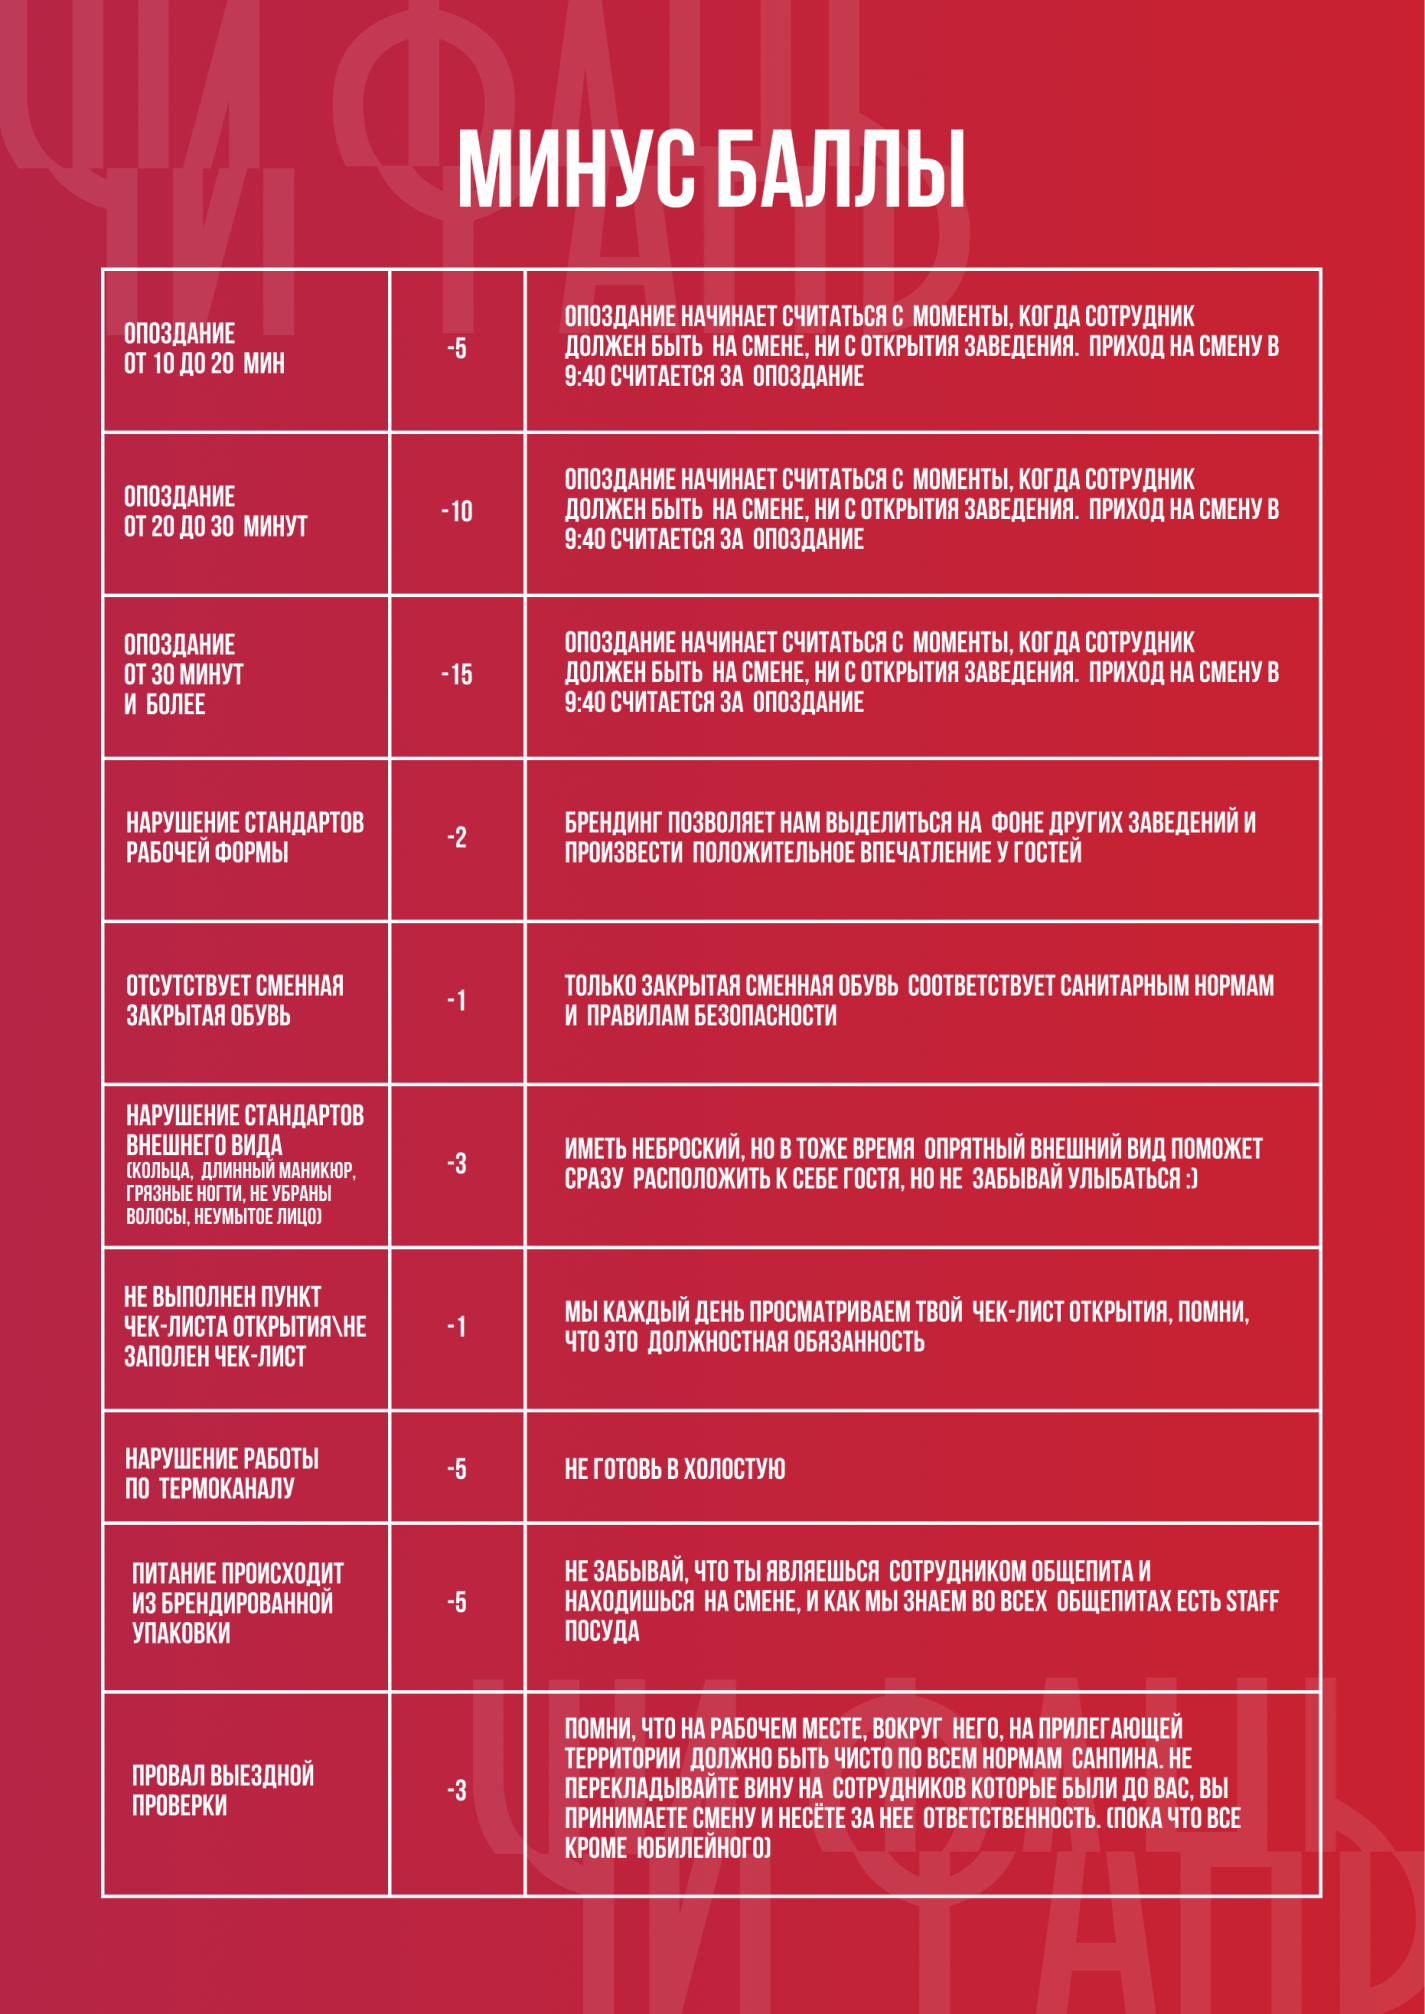 ЧИ ФАНЬ
ЧИ ФАНЬ
МИНУС БАЛЛЫ
ОПОЗДАНИЕ
ОТ 10 ДО 20 МИН
-5
ОПОЗДАНИЕ НАЧИНАЕТ СЧИТАТЬСЯ С МОМЕНТЫ, КОГДА СОТРУДНИК
ДОЛЖЕН БЫТЬ НА СМЕНЕ, НИ С ОТКРЫТИЯ ЗАВЕДЕНИЯ. ПРИХОД НА СМЕНУ В
9:40 СЧИТАЕТСЯ ЗА ОПОЗДАНИЕ
ОПОЗДАНИЕ
ОТ 20 ДО 30 МИНУТ
-10
ОПОЗДАНИЕ НАЧИНАЕТ СЧИТАТЬСЯ С МОМЕНТЫ, КОГДА СОТРУДНИК
ДОЛЖЕН БЫТЬ НА СМЕНЕ, НИ С ОТКРЫТИЯ ЗАВЕДЕНИЯ. ПРИХОД НА СМЕНУ В
9:40 СЧИТАЕТСЯ ЗА ОПОЗДАНИЕ
ОПОЗДАНИЕ
ОТ 30 МИНУТ
И БОЛЕЕ
-15
ОПОЗДАНИЕ НАЧИНАЕТ СЧИТАТЬСЯ С МОМЕНТЫ, КОГДА СОТРУДНИК
ДОЛЖЕН БЫТЬ НА СМЕНЕ, НИ С ОТКРЫТИЯ ЗАВЕДЕНИЯ. ПРИХОД НА СМЕНУ В
9:40 СЧИТАЕТСЯ ЗА ОПОЗДАНИЕ
НАРУШЕНИЕ СТАНДАРТОВ
РАБОЧЕЙ ФОРМЫ
-2
БРЕНДИНГ ПОЗВОЛЯЕТ НАМ ВЫДЕЛИТЬСЯ НА ФОНЕ ДРУГИХ ЗАВЕДЕНИЙ И
ПРОИЗВЕСТИ ПОЛОЖИТЕЛЬНОЕ ВПЕЧАТЛЕНИЕ У ГОСТЕЙ
ОТСУТСТВУЕТ СМЕННАЯ
ЗАКРЫТАЯ ОБУВЬ
-1
ТОЛЬКО ЗАКРЫТАЯ СМЕННАЯ ОБУВЬ СООТВЕТСТВУЕТ САНИТАРНЫМ НОРМАМ
И ПРАВИЛАМ БЕЗОПАСНОСТИ
НАРУШЕНИЕ СТАНДАРТОВ
ВНЕШНЕГО ВИДА
(КОЛЬЦА, ДЛИННЫЙ МАНИКЮР,
ГРЯЗНЫЕ НОГТИ, НЕ УБРАНЫ
ВОЛОСЫ, НЕУМЫТОЕ ЛИЦО)
-3
ИМЕТЬ НЕБРОСКИЙ, НО В ТОЖЕ ВРЕМЯ ОПРЯТНЫЙ ВНЕШНИЙ ВИД ПОМОЖЕТ
СРАЗУ РАСПОЛОЖИТЬ К СЕБЕ ГОСТЯ, НО НЕ ЗАБЫВАЙ УЛЫБАТЬСЯ :)
НЕ ВЫПОЛНЕН ПУНКТ
ЧЕК-ЛИСТА ОТКРЫТИЯ\НЕ
ЗАПОЛЕН ЧЕК-ЛИСТ
-1
МЫ КАЖДЫЙ ДЕНЬ ПРОСМАТРИВАЕМ ТВОЙ ЧЕК-ЛИСТ ОТКРЫТИЯ, ПОМНИ,
ЧТО ЭТО ДОЛЖНОСТНАЯ ОБЯЗАННОСТЬ
НАРУШЕНИЕ РАБОТЫ
ПО ТЕРМОКАНАЛУ
-5
НЕ ГОТОВЬ В ХОЛОСТУЮ
ПИТАНИЕ ПРОИСХОДИТ
ИЗ БРЕНДИРОВАННОЙ
УПАКОВКИ
-5
НЕ ЗАБЫВАЙ, ЧТО ТЫ ЯВЛЯЕШЬСЯ СОТРУДНИКОМ ОБЩЕПИТА И
НАХОДИШЬСЯ НА СМЕНЕ, И КАК МЫ ЗНАЕМ ВО ВСЕХ ОБЩЕПИТАХ ЕСТЬ STAFF
ПОСУДА
ПРОВАЛ ВЫЕЗДНОЙ
ПРОВЕРКИ
-3
ПОМНИ, ЧТО НА РАБОЧЕМ МЕСТЕ, ВОКРУГ НЕГО, НА ПРИЛЕГАЮЩЕЙ
ТЕРРИТОРИИ ДОЛЖНО БЫТЬ ЧИСТО ПО ВСЕМ НОРМАМ САНПИНА. НЕ
ПЕРЕКЛАДЫВАЙТЕ ВИНУ НА СОТРУДНИКОВ КОТОРЫЕ БЫЛИ ДО ВАС, ВЫ
ПРИНИМАЕТЕ СМЕНУ И НЕСЁТЕ ЗА НЕЕ ОТВЕТСТВЕННОСТЬ. (ПОКА ЧТО ВСЕ
КРОМЕ ЮБИЛЕЙНОГО)
ЧИ ФАНЬ
ЧИ ФАНЬ